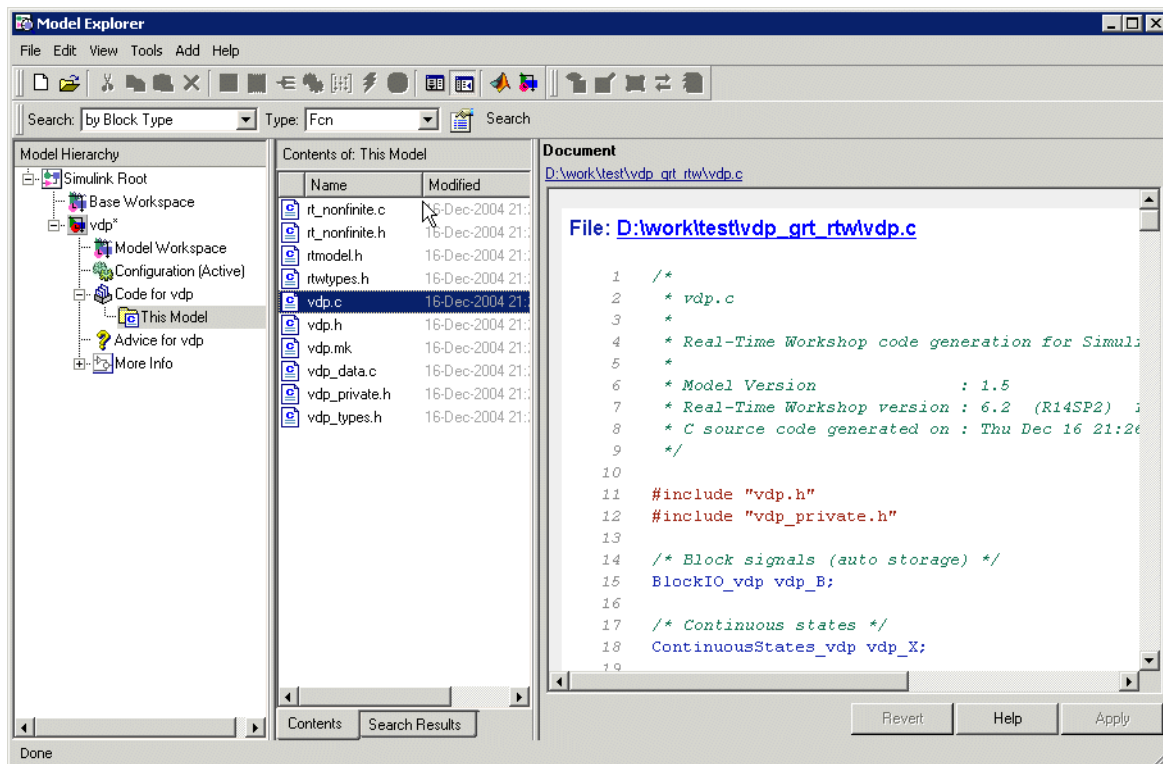 Model Explorer
File Edit View Tools Add Help
Search: by Block Type Type: Fcn Search
Model Hierarchy
Simulink Root
Base Workspace
vdp*
Model Workspace
Configuration (Active)
Code for vdp
This Model
Advice for vdp
More Info
Contents of: This Model
Name Modified
rt_nonfinite.c 16-Dec-2004 21:
rt_nonfinite.h 16-Dec-2004 21:
rtmodel.h 16-Dec-2004 21:
rtwtypes.h 16-Dec-2004 21:
vdp.c 16-Dec-2004 21:
vdp.h 16-Dec-2004 21:
vdp.mk 16-Dec-2004 21:
vdp_data.c 16-Dec-2004 21:
vdp_private.h 16-Dec-2004 21:
vdp_types.h 16-Dec-2004 21:
Contents Search Results
Document
D:\work\test\vdp_grt_rtw\vdp.c
File: D:\work\test\vdp_grt_rtw\vdp.c
1 /*
2 * vdp.c
3 *
4 * Real-Time Workshop code generation for Simul
5 *
6 * Model Version : 1.5
7 * Real-Time Workshop version : 6.2 (R14SP2)
8 * C source code generated on : Thu Dec 16 21:26
9 */
10
11 #include "vdp.h"
12 #include "vdp_private.h"
13
14 /* Block signals (auto storage) */
15 BlockIO_vdp vdp_B;
16
17 /* Continuous states */
18 ContinuousStates_vdp vdp_X;
19
Revert Help Apply
Done